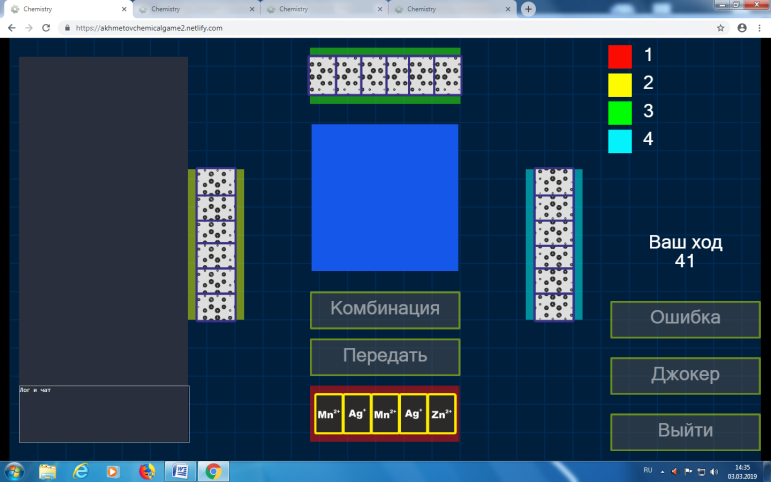 Chemistry
Chemistry
Chemistry
Chemistry
https://akhmetovchemicalgame2.netlify.com
1
2
3
4
Ваш ход
41
Комбинация
Передать
Ошибка
Джокер
Выйти
Лог и чат
Mn²⁺ Ag⁺ Mn²⁺ Ag⁺ Zn²⁺
RU
14:35
03.03.2019